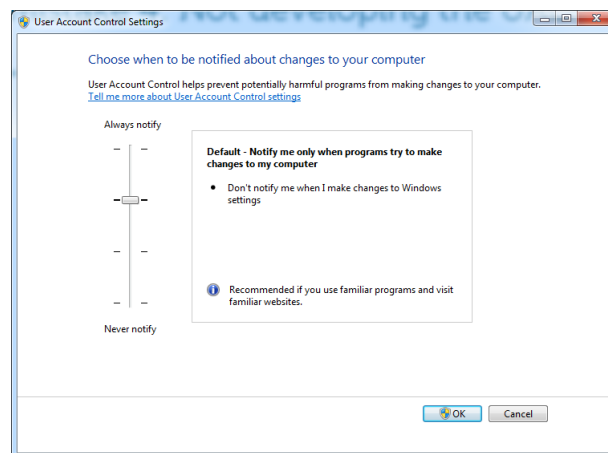 Not developing the
User Account Control Settings
Choose when to be notified about changes to your computer
User Account Control helps prevent potentially harmful programs from making changes to your computer.
Tell me more about User Account Control settings
Always notify
Default - Notify me only when programs try to make
changes to my computer
• Don't notify me when I make changes to Windows
settings
Recommended if you use familiar programs and visit
familiar websites.
Never notify
OK
Cancel